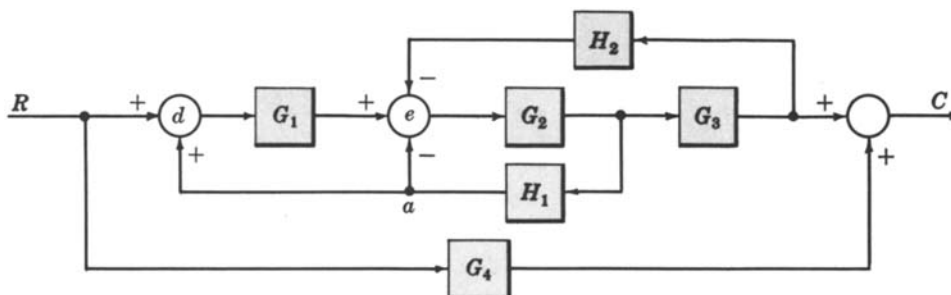 H₂
−
R + d G₁ + e G₂ G₃ + C
+ − +
a H₁
G₄